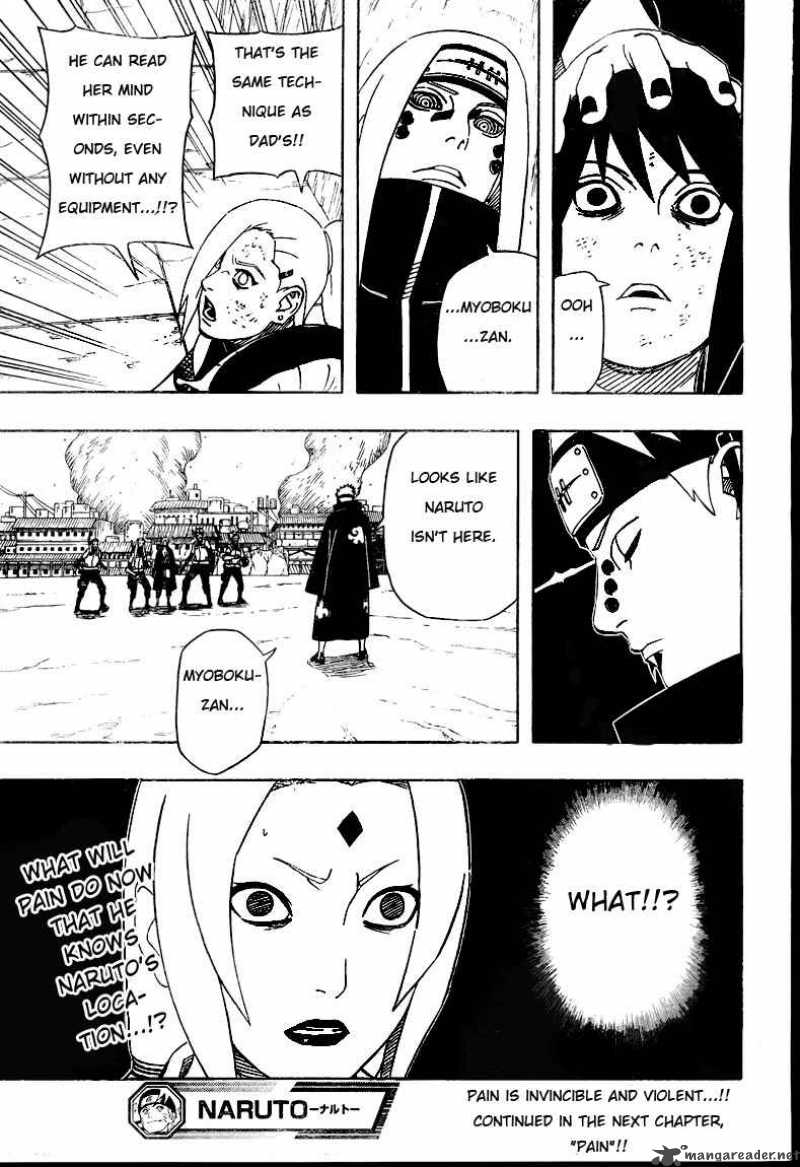 OOH
...
...MYOBOKU
...ZAN.
THAT'S THE
SAME TECH-
NIQUE AS
DAD'S!!
HE CAN READ
HER MIND
WITHIN SEC-
ONDS, EVEN
WITHOUT ANY
EQUIPMENT...,!!?
LOOKS LIKE
NARUTO
ISN'T HERE.
MYOBOKU-
ZAN...
WHAT!!?
WHAT WILL
PAIN DO NOW
THAT HE
KNOWS
NARUTO'S
LOCA-
TION!...!?
NARUTO－ナルト－
PAIN IS INVINCIBLE AND VIOLENT...!!
CONTINUED IN THE NEXT CHAPTER,
"PAIN"!!
mangareader.net